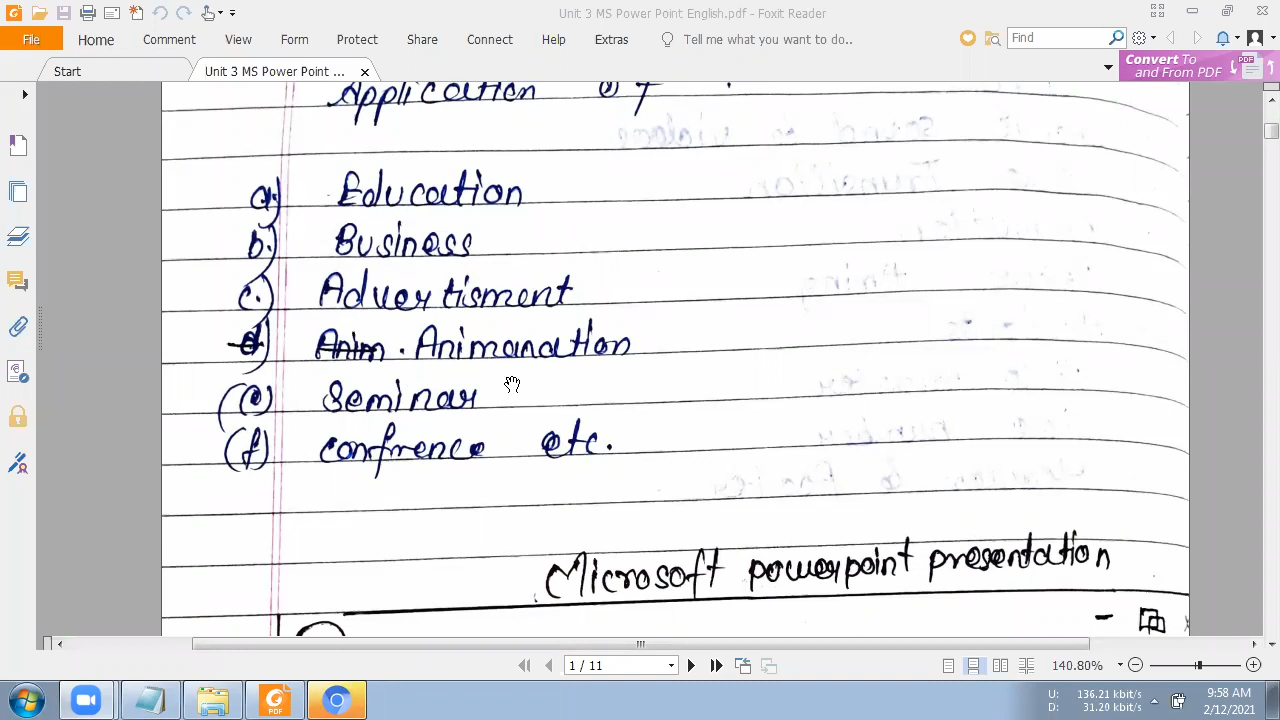 Unit 3 MS Power Point English.pdf - Foxit Reader
File Home Comment View Form Protect Share Connect Help Extras Tell me what you want to do.. Find
Start Unit 3 MS Power Point ... Convert To
and From PDF
Application of
a.) Education
b.) Business
c.) Advertisment
d) Anim. Animanation
(e) Seminar
(f) confrence etc.
Microsoft powerpoint presentation
1 / 11 140.80%
U: 136.21 kbit/s 9:58 AM
D: 31.20 kbit/s 2/12/2021